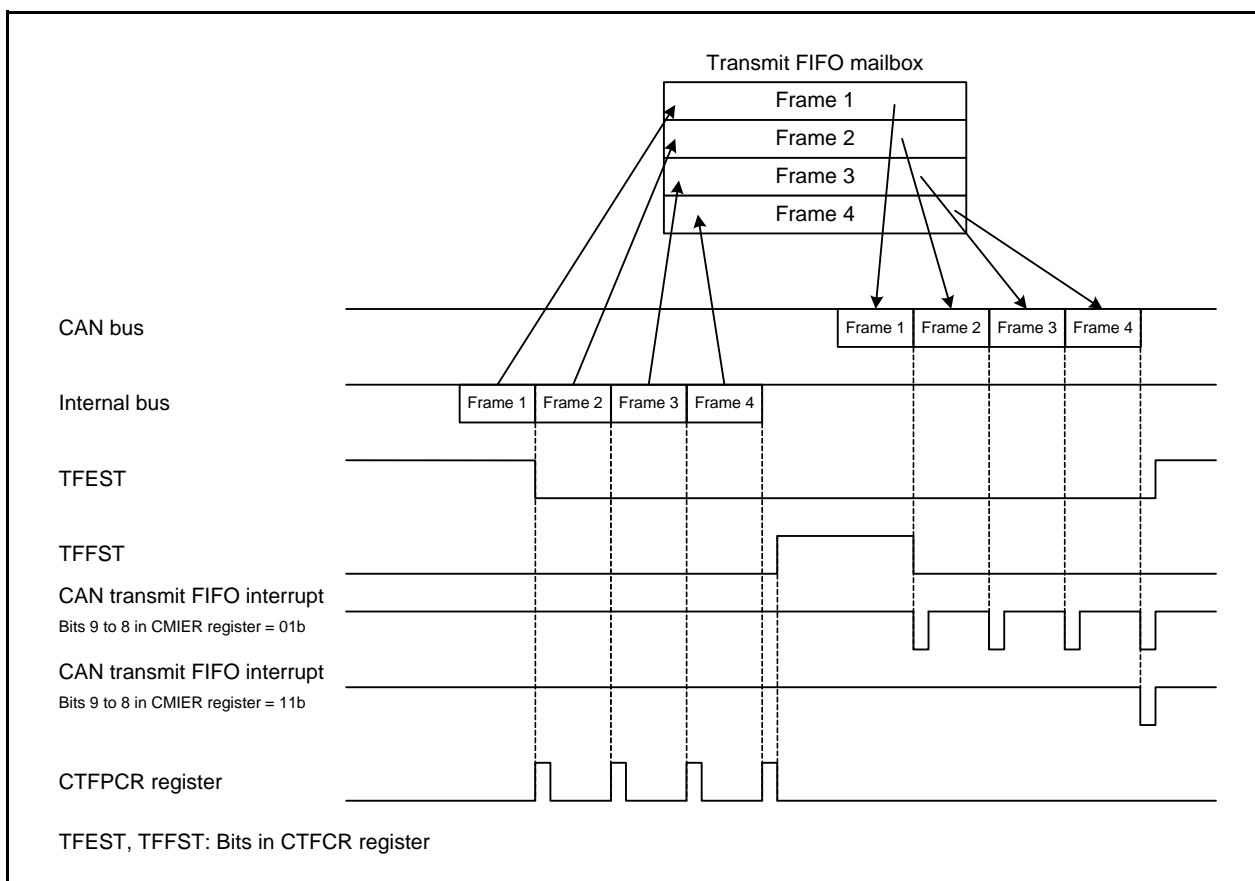 Transmit FIFO mailbox
Frame 1
Frame 2
Frame 3
Frame 4
CAN bus
Frame 1 Frame 2 Frame 3 Frame 4
Internal bus
Frame 1 Frame 2 Frame 3 Frame 4
TFEST
TFFST
CAN transmit FIFO interrupt
Bits 9 to 8 in CMIER register = 01b
CAN transmit FIFO interrupt
Bits 9 to 8 in CMIER register = 11b
CTFPCR register
TFEST, TFFST: Bits in CTFCR register